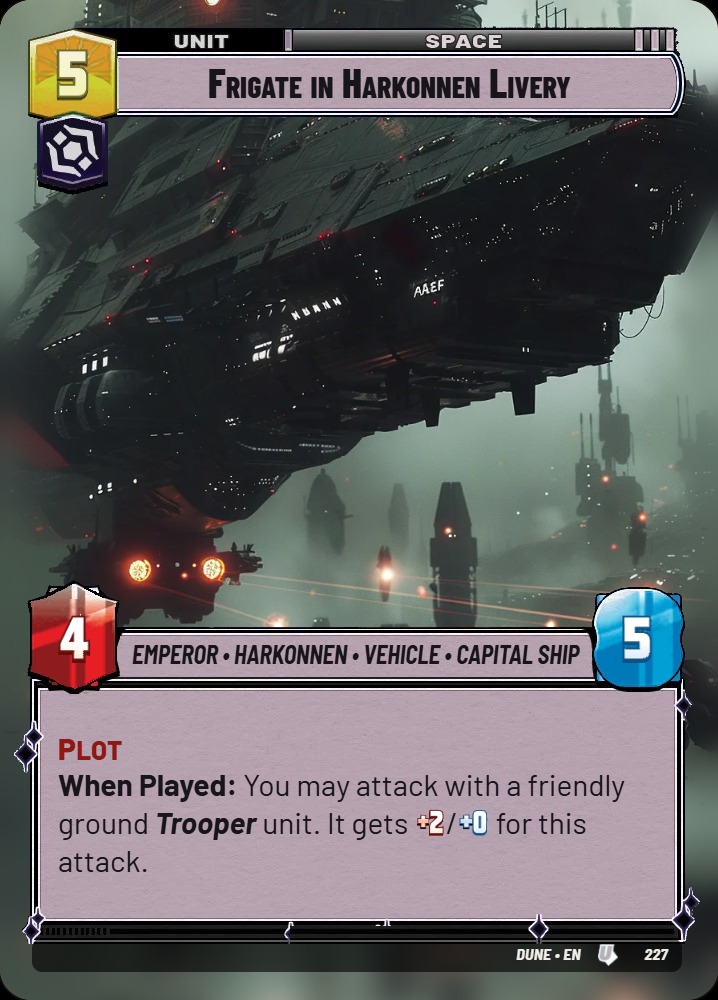 UNIT
SPACE
5
FRIGATE IN HARKONNEN LIVERY
AAEF
4
EMPEROR • HARKONNEN • VEHICLE • CAPITAL SHIP
5
PLOT
When Played: You may attack with a friendly
ground Trooper unit. It gets +2/+0 for this
attack.
DUNE • EN U 227